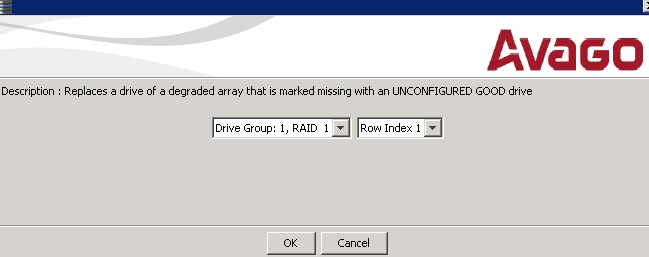 Avago
Description : Replaces a drive of a degraded array that is marked missing with an UNCONFIGURED GOOD drive
Drive Group: 1, RAID 1 Row Index 1
OK Cancel